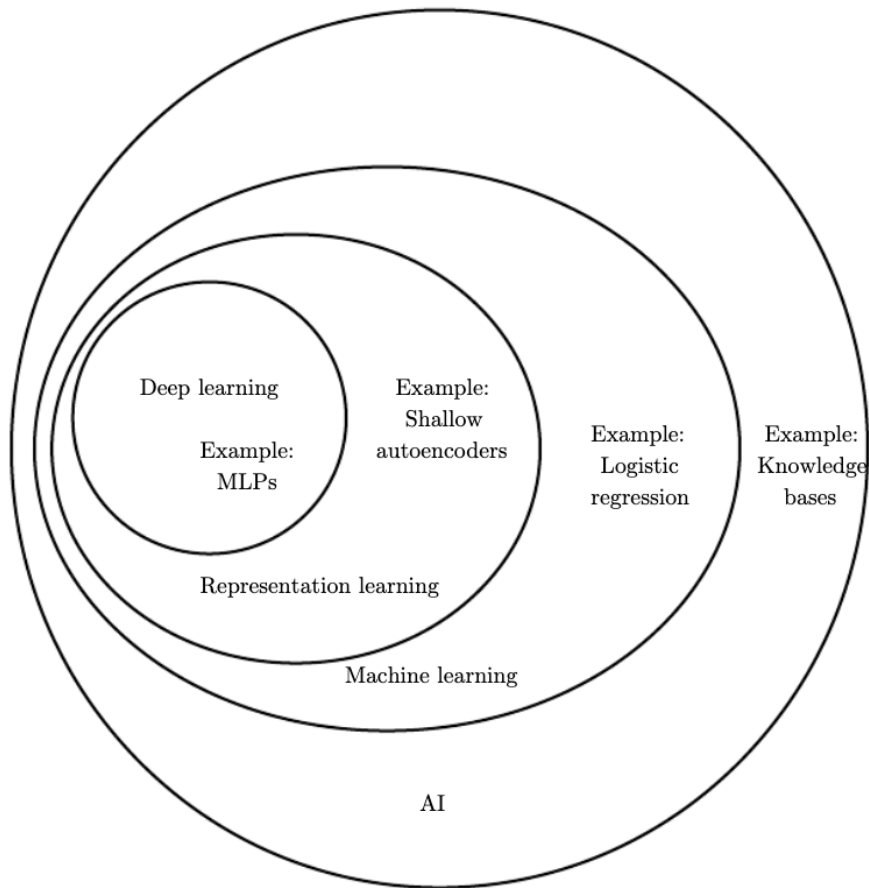 Deep learning
Example:
MLPs
Example:
Shallow
autoencoders
Example:
Logistic
regression
Example:
Knowledge
bases
Representation learning
Machine learning
AI